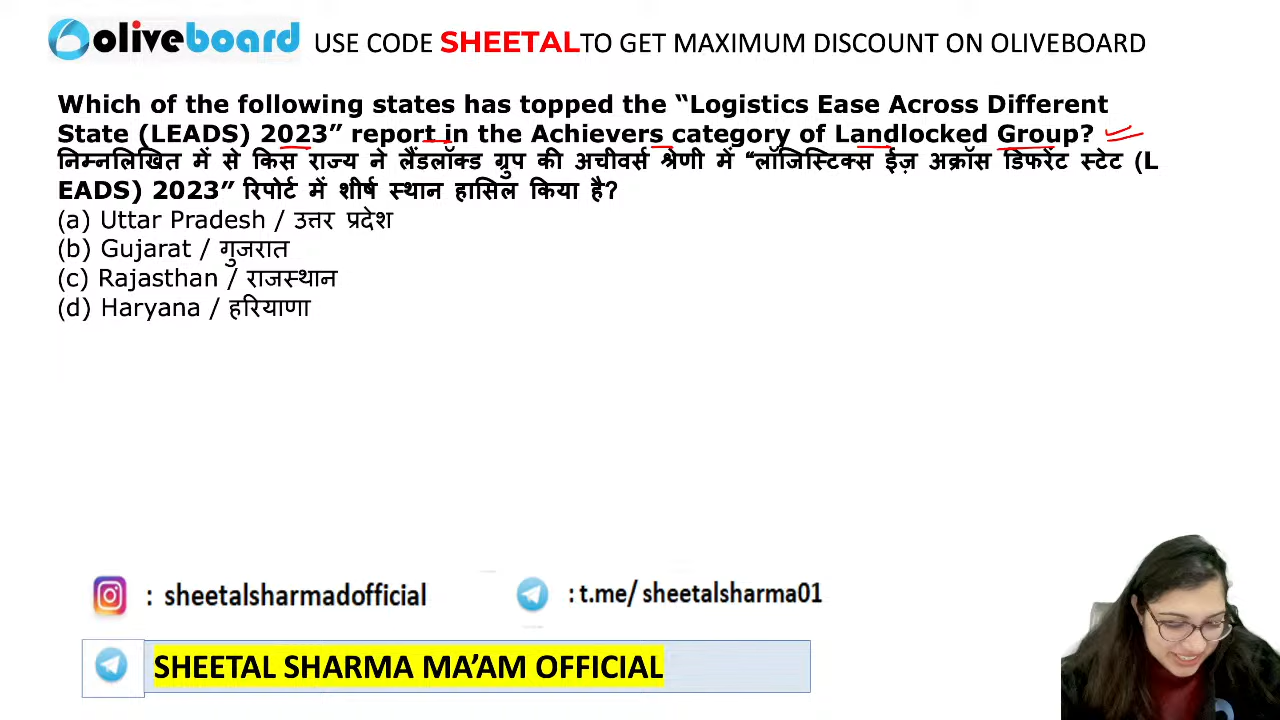 oliveboard USE CODE SHEETAL TO GET MAXIMUM DISCOUNT ON OLIVEBOARD
Which of the following states has topped the “Logistics Ease Across Different
State (LEADS) 2023” report in the Achievers category of Landlocked Group?
निम्नलिखित में से किस राज्य ने लैंडलॉक्ड ग्रुप की अचीवर्स श्रेणी में “लॉजिस्टिक्स ईज़ अक्रॉस डिफरेंट स्टेट (L
EADS) 2023” रिपोर्ट में शीर्ष स्थान हासिल किया है?
(a) Uttar Pradesh / उत्तर प्रदेश
(b) Gujarat / गुजरात
(c) Rajasthan / राजस्थान
(d) Haryana / हरियाणा
: sheetalsharmadofficial : t.me/ sheetalsharma01
SHEETAL SHARMA MA’AM OFFICIAL